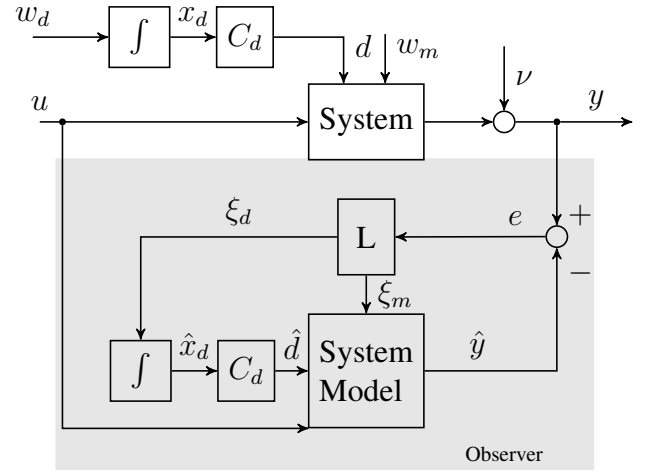 w_d
∫
x_d
C_d
d
w_m
ν
u
System
y
ξ_d
L
e
+
−
ξ_m
∫
x̂_d
C_d
d̂
System
Model
ŷ
Observer